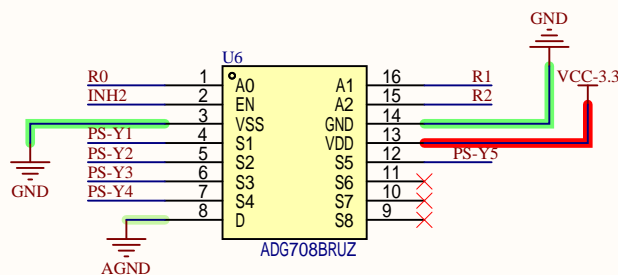 GND
U6
VCC-3.3
R0 1 A0 A1 16 R1
INH2 2 EN A2 15 R2
3 VSS GND 14
PS-Y1 4 S1 VDD 13
PS-Y2 5 S2 S5 12 PS-Y5
PS-Y3 6 S3 S6 11
PS-Y4 7 S4 S7 10
8 D S8 9
GND
AGND
ADG708BRUZ